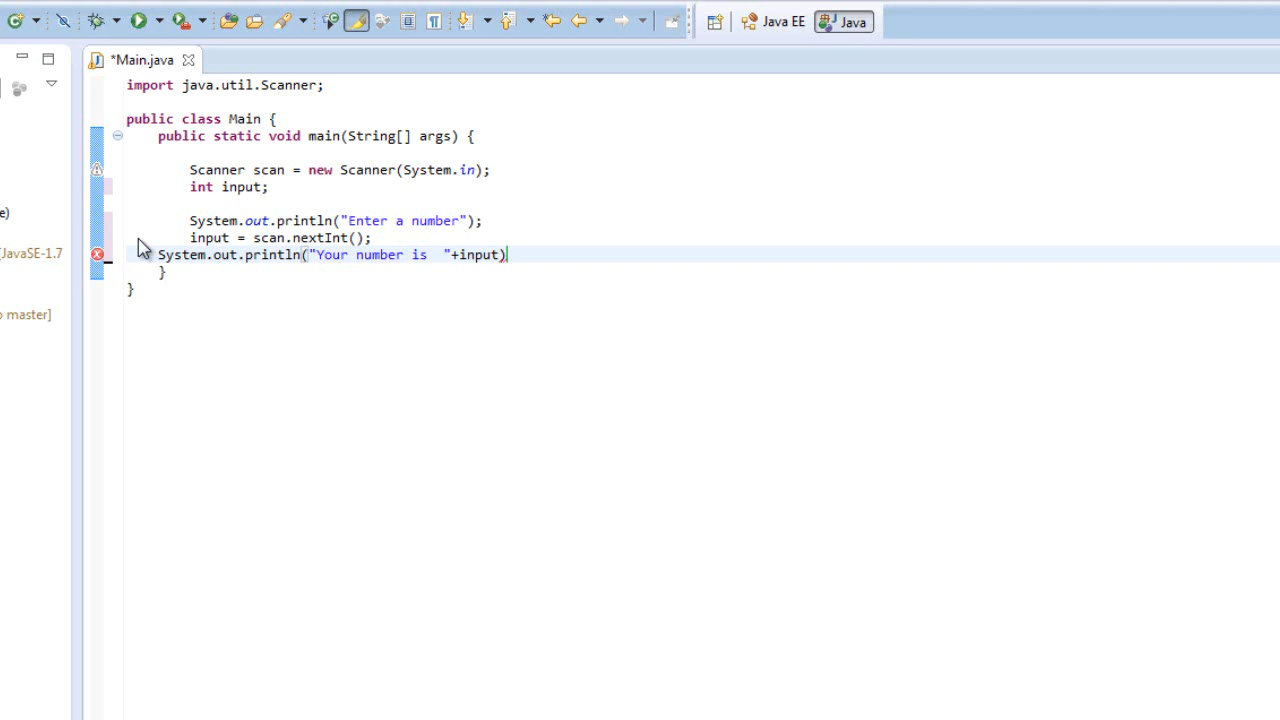 Java EE
Java
*Main.java
import java.util.Scanner;
public class Main {
public static void main(String[] args) {
Scanner scan = new Scanner(System.in);
int input;
e)
System.out.println("Enter a number");
input = scan.nextInt();
[JavaSE-1.7
System.out.println("Your number is  "+input)
}
}
o master]